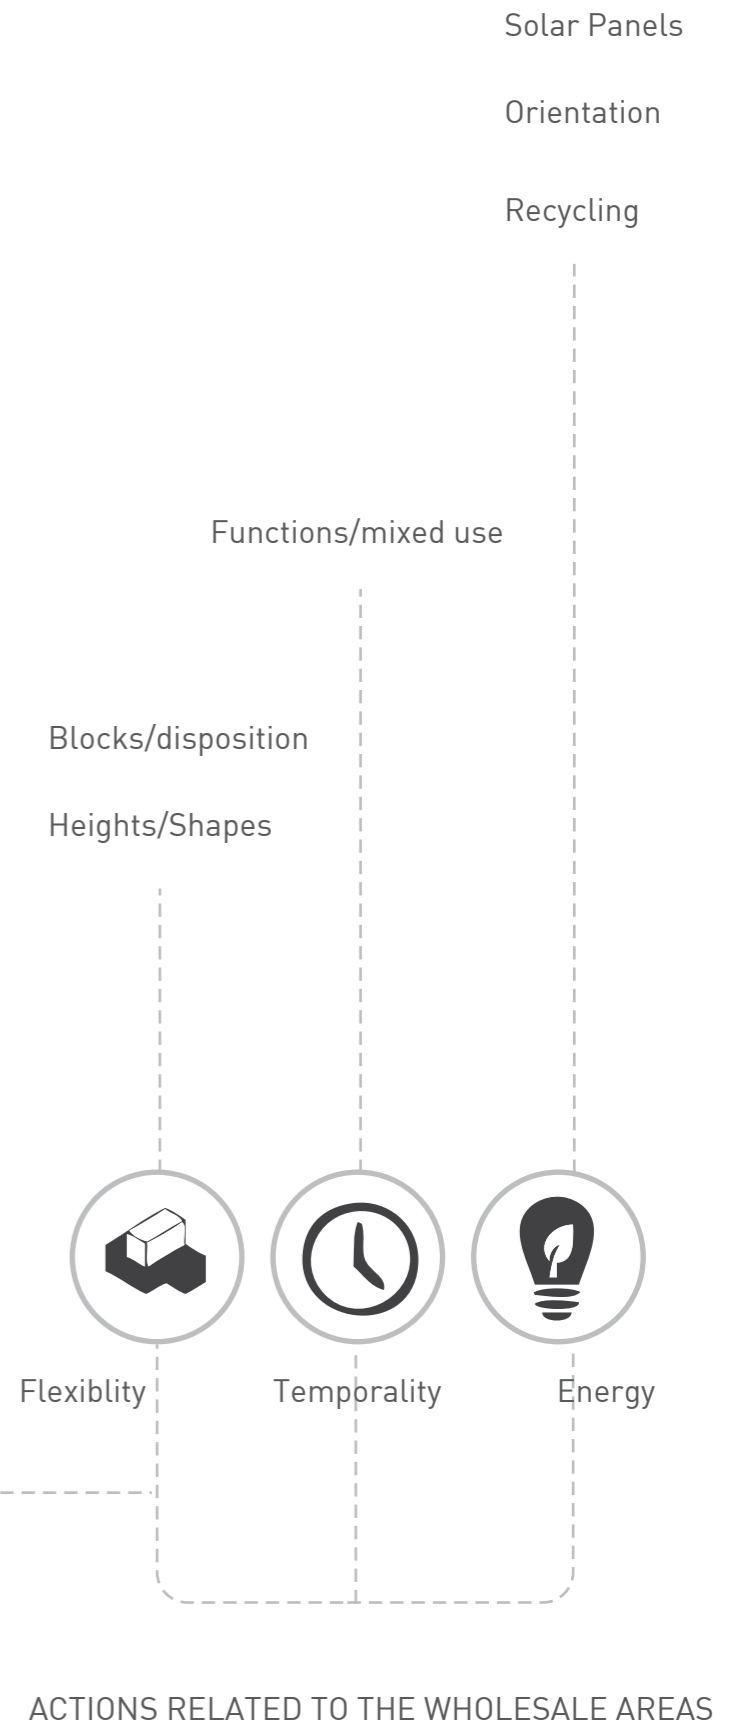 Solar Panels
Orientation
Recycling
Functions/mixed use
Blocks/disposition
Heights/Shapes
Flexiblity
Temporality
Energy
ACTIONS RELATED TO THE WHOLESALE AREAS